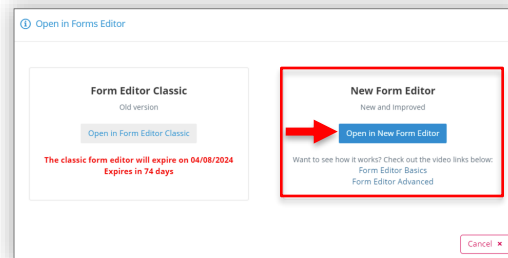 Open in Forms Editor
Form Editor Classic
Old version
Open in Form Editor Classic
The classic form editor will expire on 04/08/2024
Expires in 74 days
New Form Editor
New and Improved
Open in New Form Editor
Want to see how it works? Check out the video links below:
Form Editor Basics
Form Editor Advanced
Cancel ×